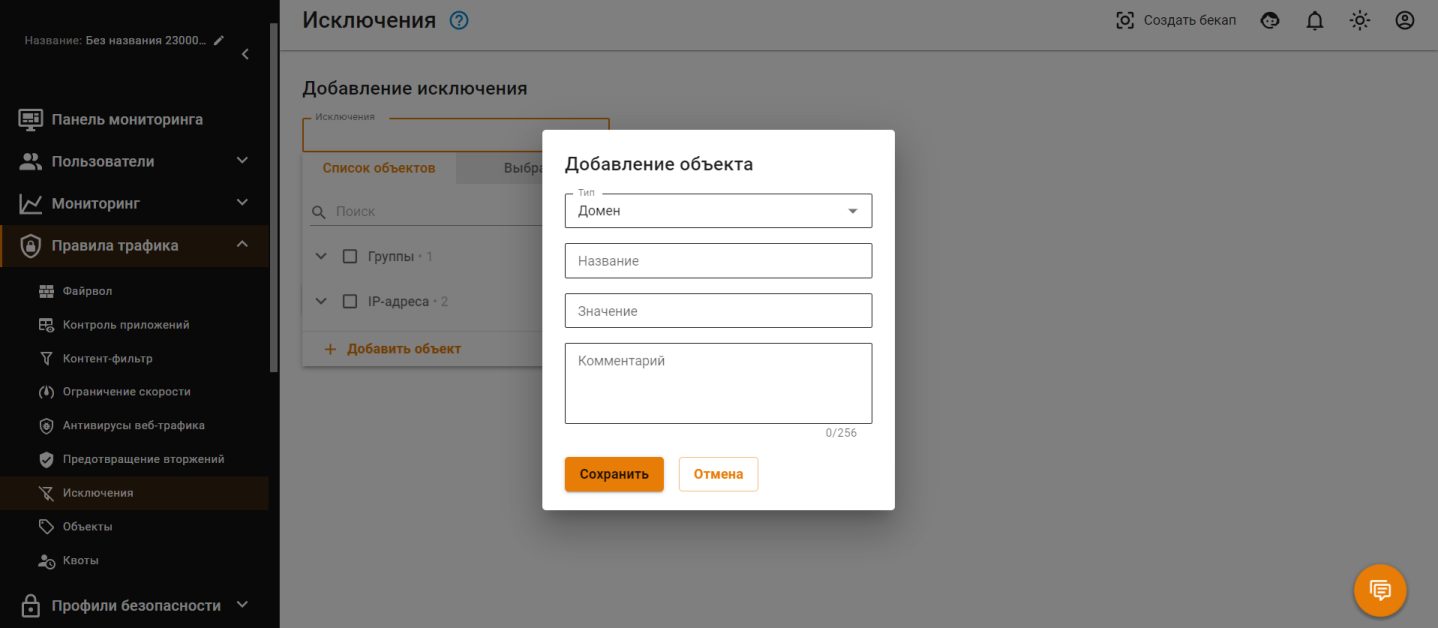 Название: Без названия 23000...
Панель мониторинга
Пользователи
Мониторинг
Правила трафика
Файрвол
Контроль приложений
Контент-фильтр
Ограничение скорости
Антивирусы веб-трафика
Предотвращение вторжений
Исключения
Объекты
Квоты
Профили безопасности
Исключения
Создать бекап
Добавление исключения
Исключения
Список объектов
Поиск
Группы • 1
IP-адреса • 2
+ Добавить объект
Добавление объекта
Тип
Домен
Название
Значение
Комментарий
0/256
Сохранить
Отмена